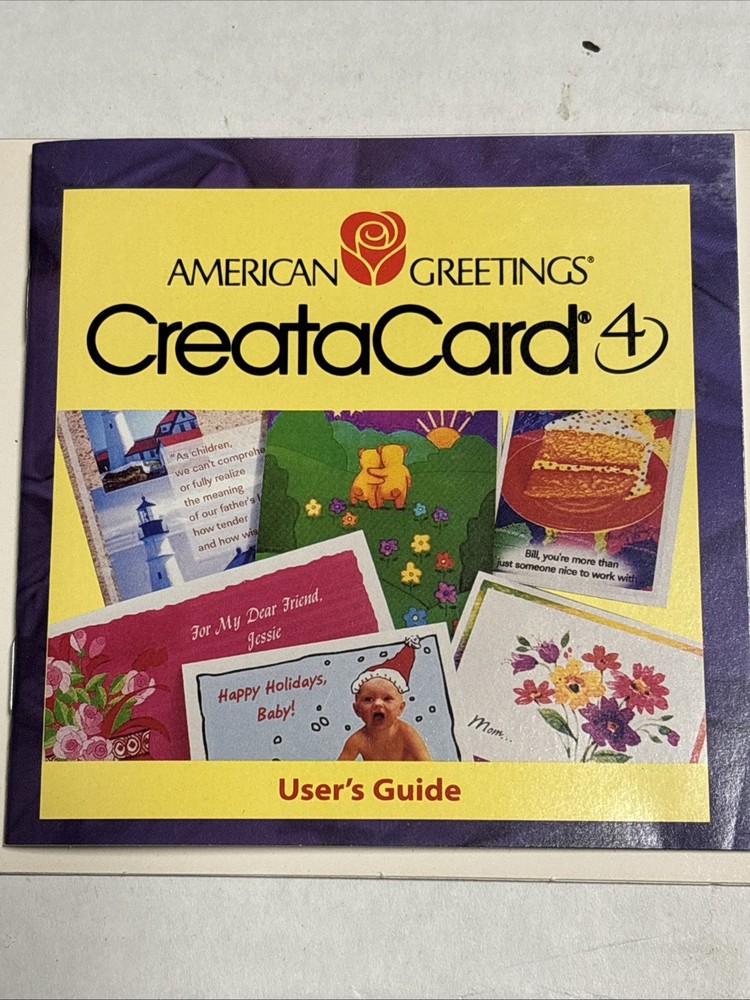 AMERICAN GREETINGS®
CreataCard® 4
"As children,
we can't comprehe
or fully realize
the meaning
of our father's l
how tender
and how wis
Bill, you're more than
just someone nice to work with
For My Dear Friend,
Jessie
Happy Holidays,
Baby!
Mom...
User's Guide